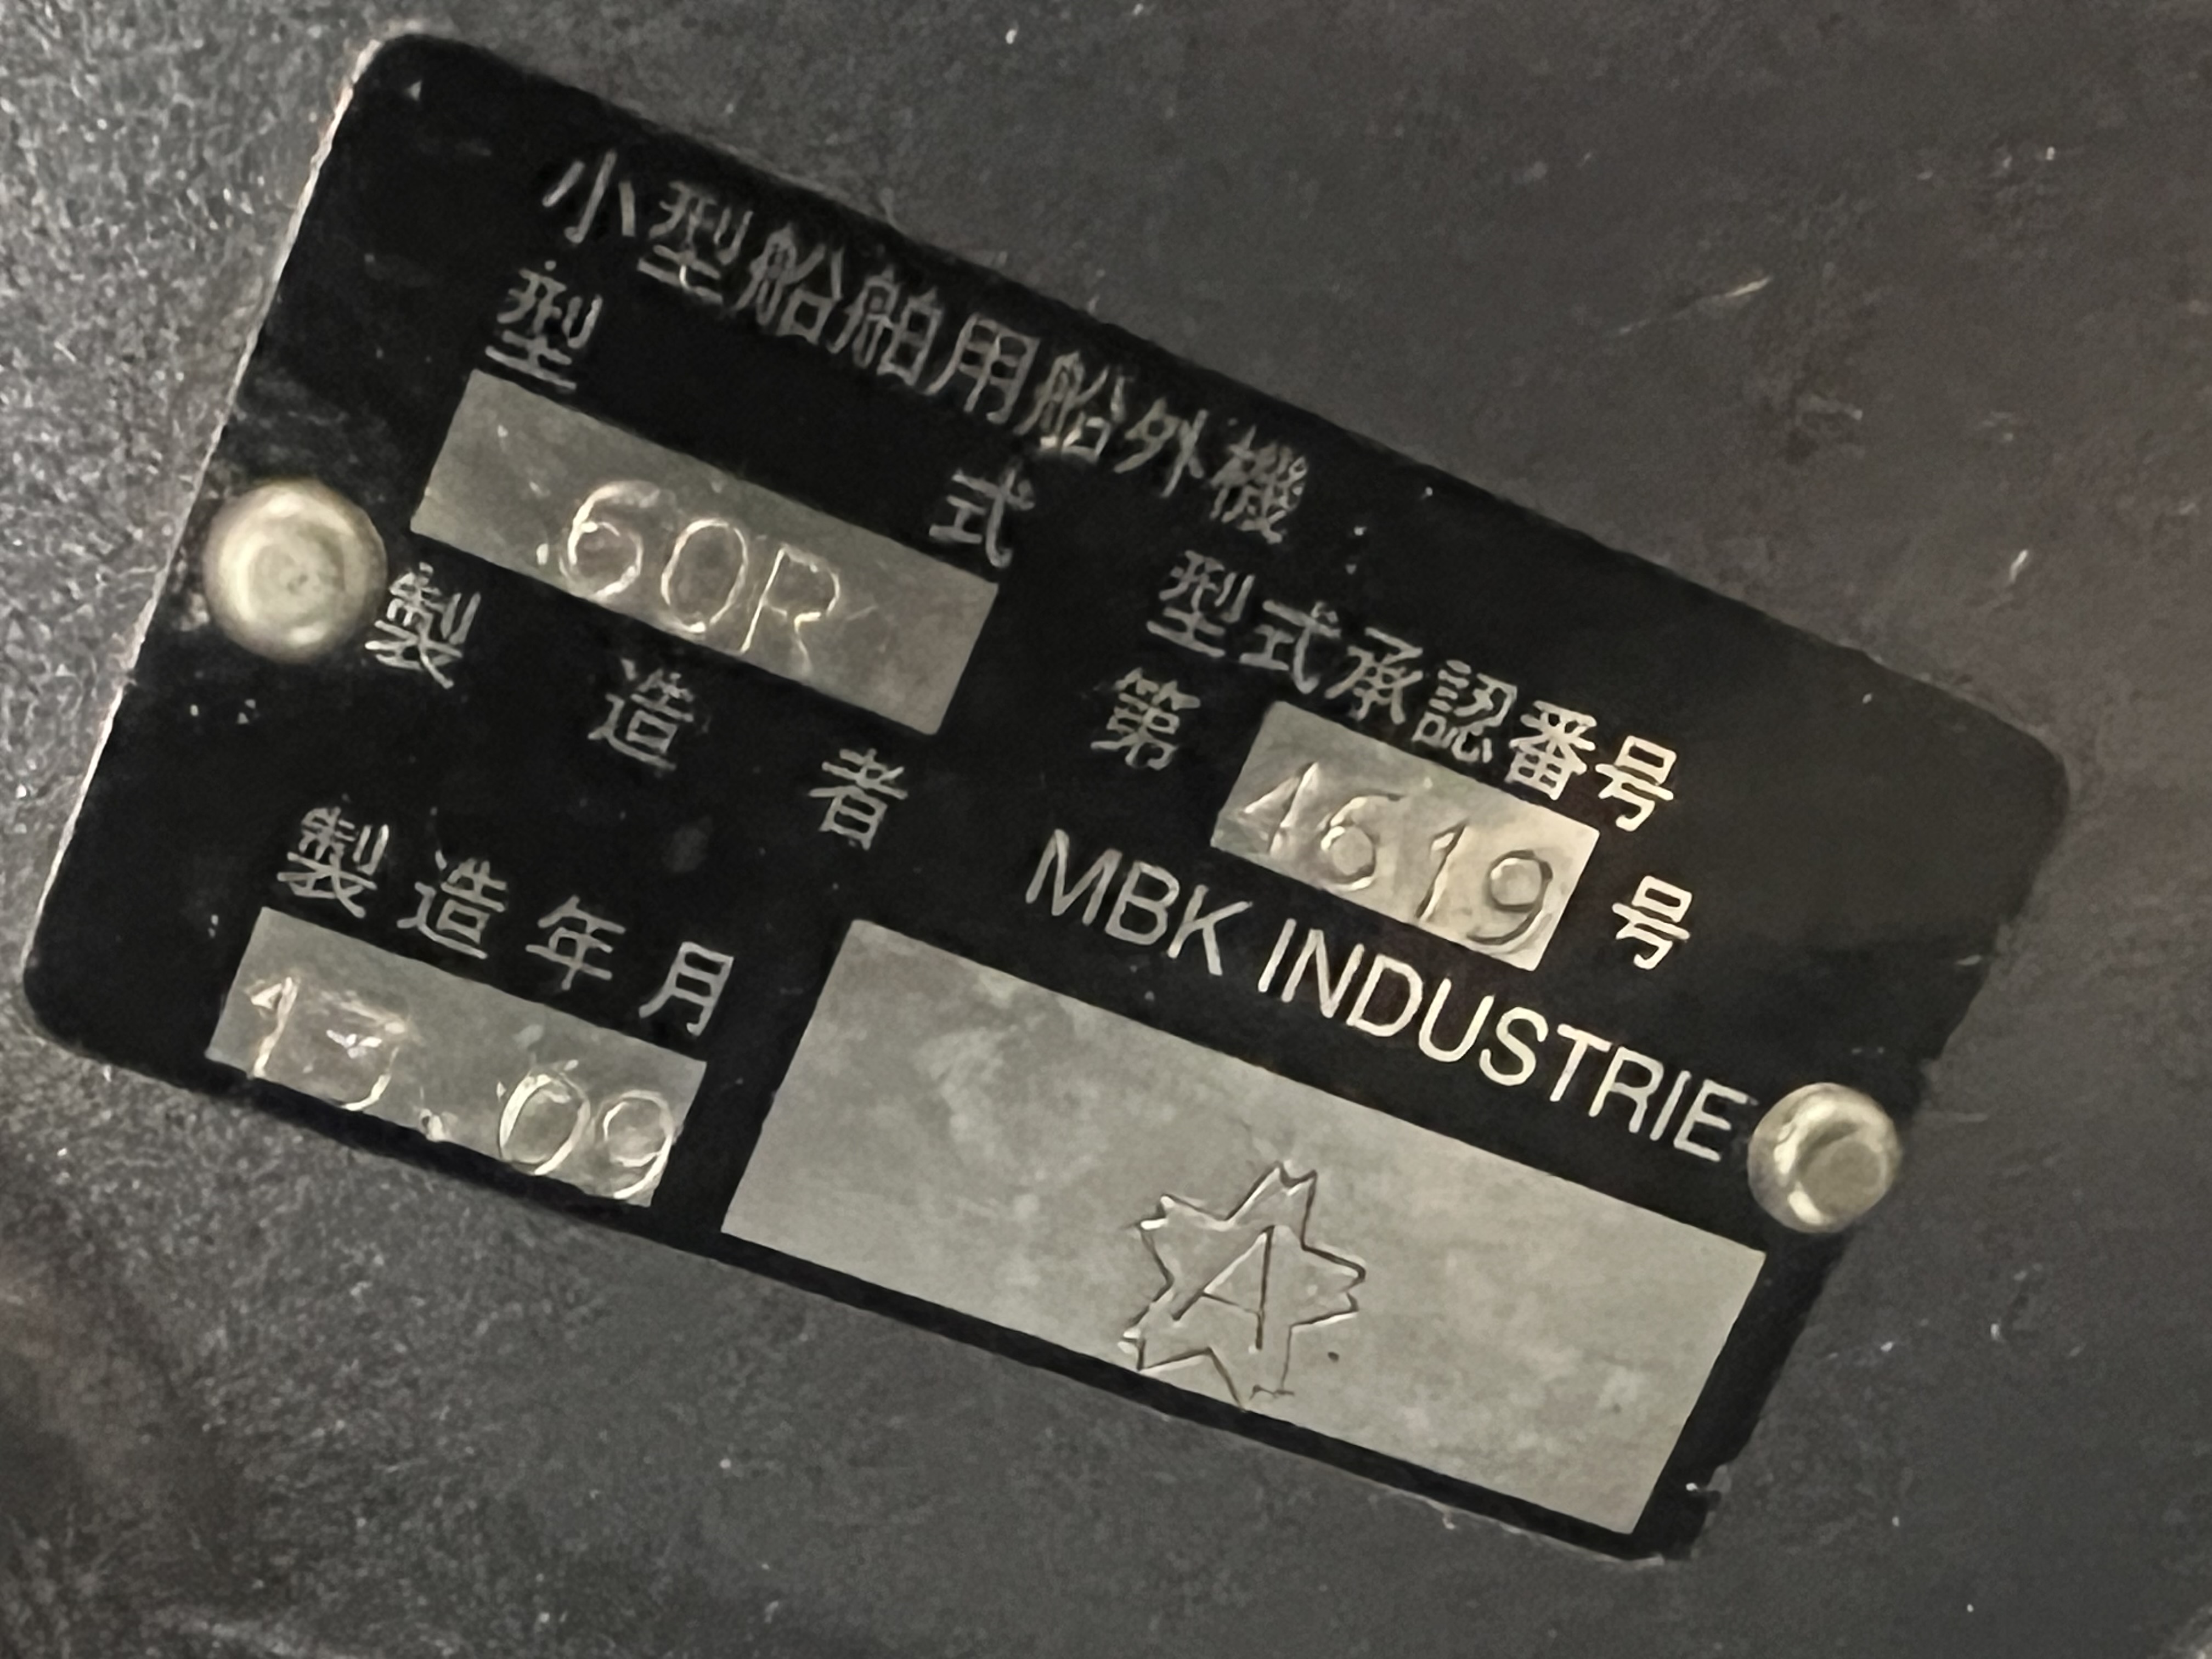 小型船舶用船外機
型 式
60R
型式承認番号
第 4619 号
製 造 者 MBK INDUSTRIE
製造年月
09
A